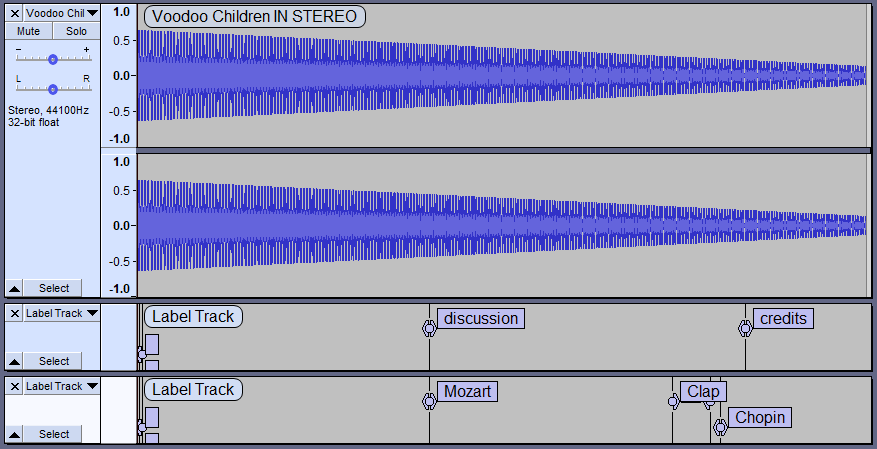 Voodoo Chil
Voodoo Children IN STEREO
Mute Solo
- +
L R
Stereo, 44100Hz
32-bit float
Select
1.0
0.5
0.0
-0.5
-1.0
1.0
0.5
0.0
-0.5
-1.0
Label Track
Label Track
discussion
credits
Select
Label Track
Label Track
Mozart
Clap
Chopin
Select